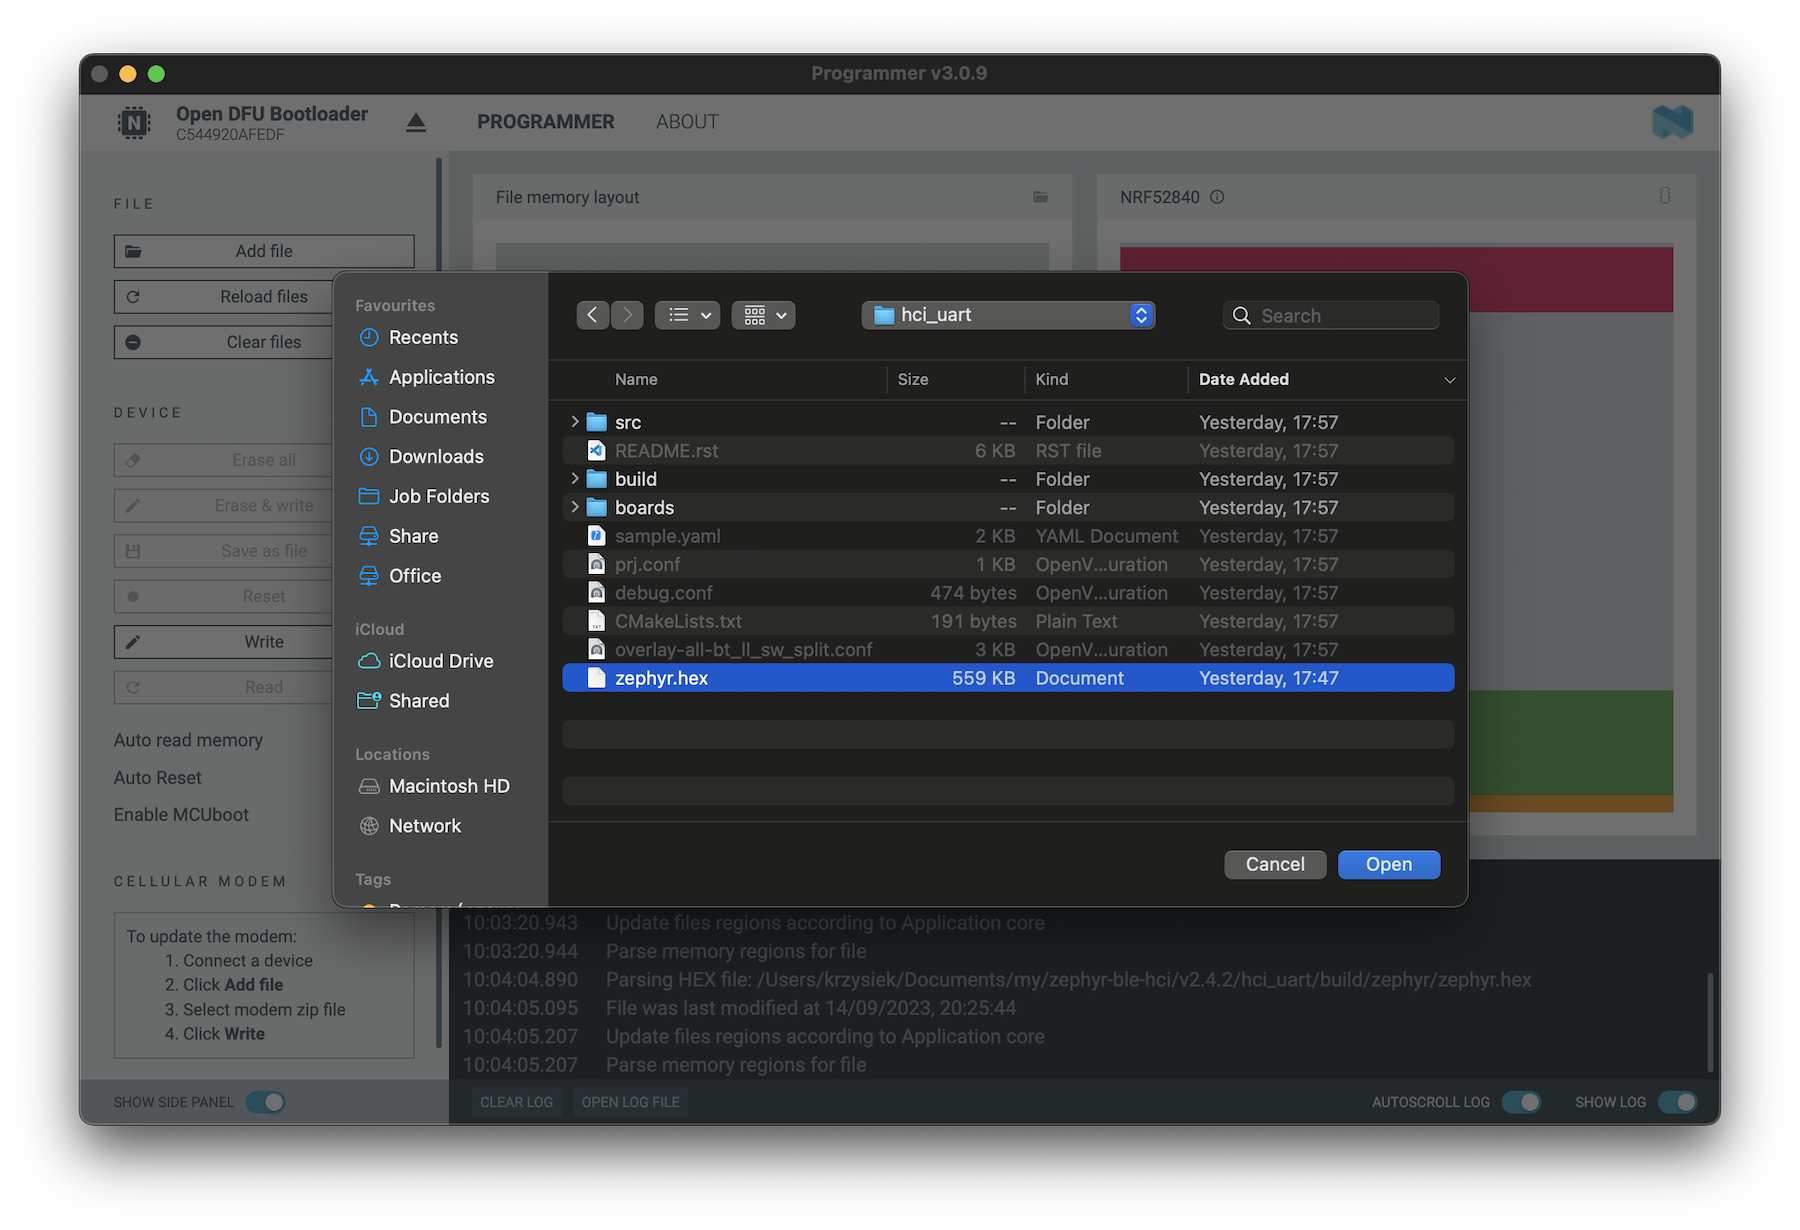 Programmer v3.0.9
N
Open DFU Bootloader
C544920AFEDF
PROGRAMMER
ABOUT
FILE
Add file
Reload files
Clear files
DEVICE
Erase all
Erase & write
Save as file
Reset
Write
Read
Auto read memory
Auto Reset
Enable MCUboot
CELLULAR MODEM
To update the modem:
1. Connect a device
2. Click Add file
3. Select modem zip file
4. Click Write
SHOW SIDE PANEL
File memory layout
NRF52840
Favourites
Recents
Applications
Documents
Downloads
Job Folders
Share
Office
iCloud
iCloud Drive
Shared
Locations
Macintosh HD
Network
Tags
hci_uart
Search
Name Size Kind Date Added
src -- Folder Yesterday, 17:57
README.rst 6 KB RST file Yesterday, 17:57
build -- Folder Yesterday, 17:57
boards -- Folder Yesterday, 17:57
sample.yaml 2 KB YAML Document Yesterday, 17:57
prj.conf 1 KB OpenV...uration Yesterday, 17:57
debug.conf 474 bytes OpenV...uration Yesterday, 17:57
CMakeLists.txt 191 bytes Plain Text Yesterday, 17:57
overlay-all-bt_ll_sw_split.conf 3 KB OpenV...uration Yesterday, 17:57
zephyr.hex 559 KB Document Yesterday, 17:47
Cancel
Open
10:03:20.943 Update files regions according to Application core
10:03:20.944 Parse memory regions for file
10:04:04.890 Parsing HEX file: /Users/krzysiek/Documents/my/zephyr-ble-hci/v2.4.2/hci_uart/build/zephyr/zephyr.hex
10:04:05.095 File was last modified at 14/09/2023, 20:25:44
10:04:05.207 Update files regions according to Application core
10:04:05.207 Parse memory regions for file
CLEAR LOG
OPEN LOG FILE
AUTOSCROLL LOG
SHOW LOG